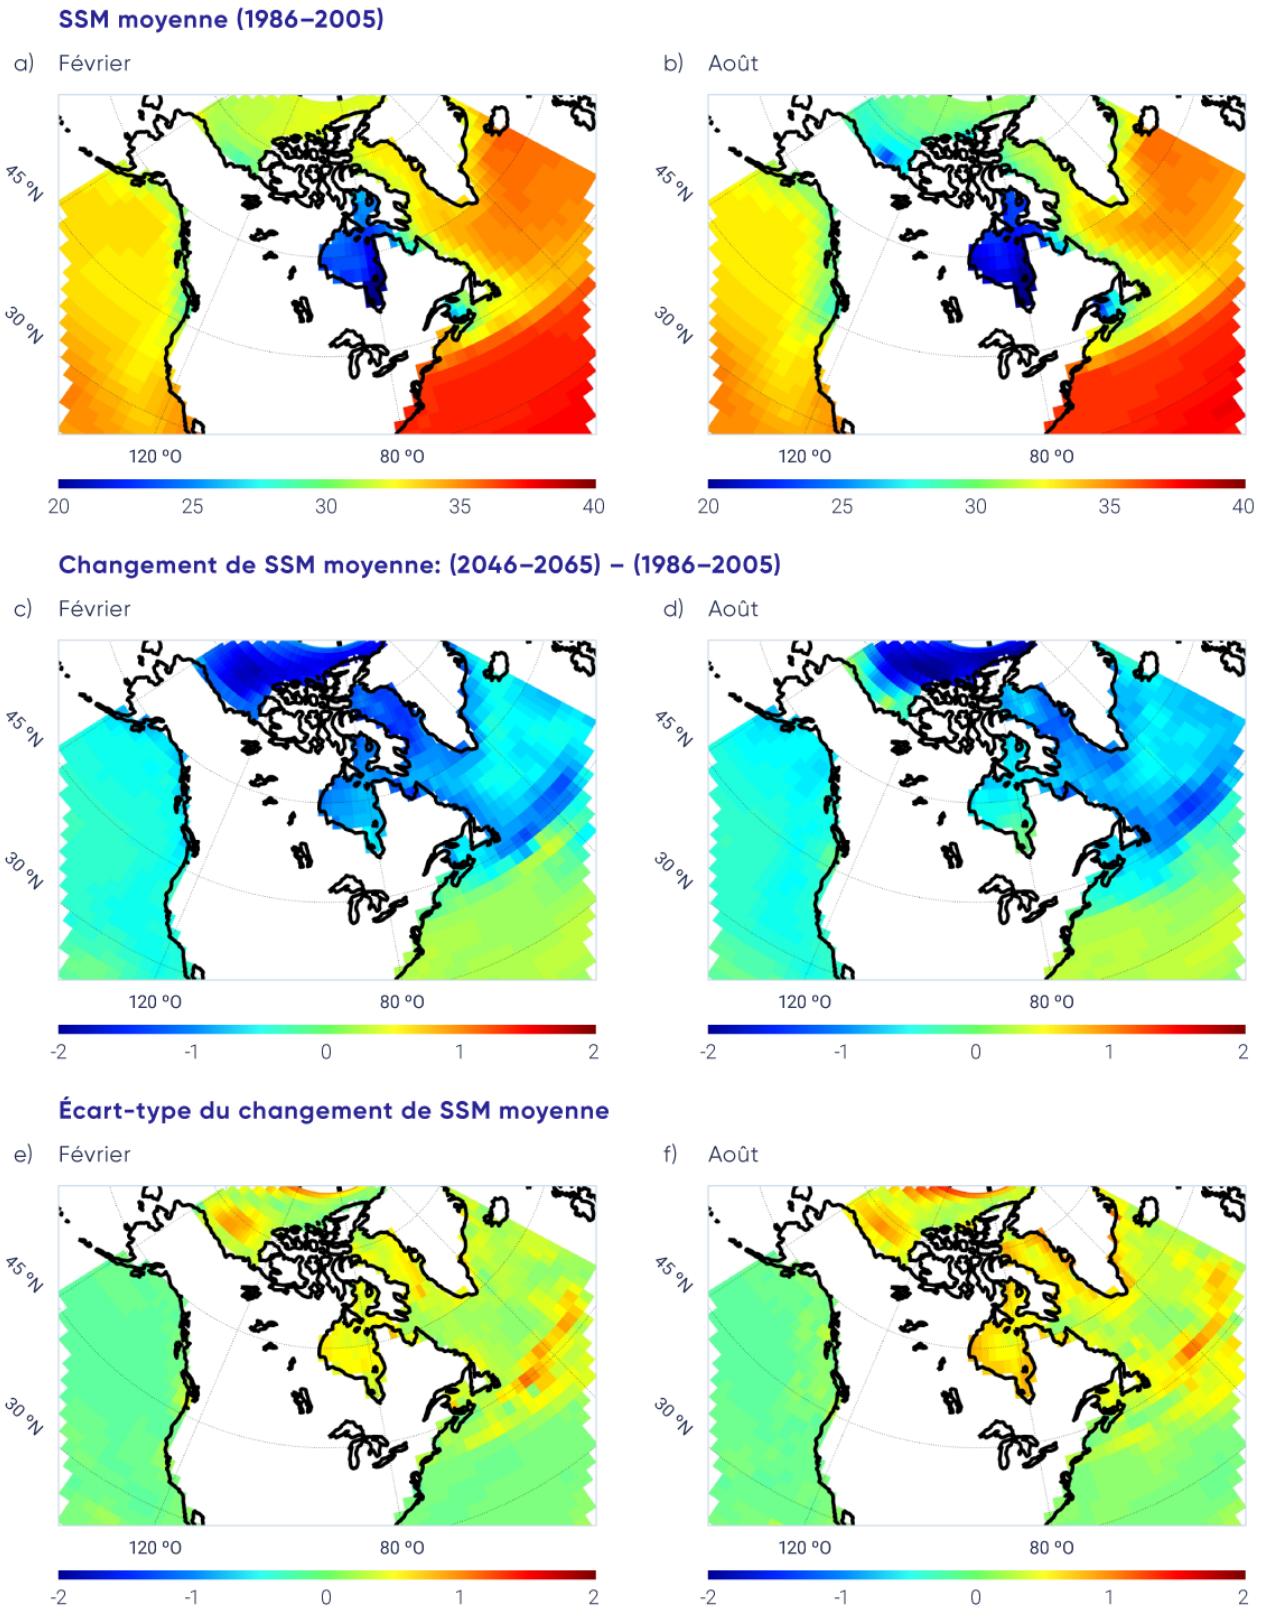 SSM moyenne (1986–2005)
a) Février
b) Août
45 ºN
30 ºN
120 ºO
80 ºO
20 25 30 35 40
45 ºN
30 ºN
120 ºO
80 ºO
20 25 30 35 40
Changement de SSM moyenne: (2046–2065) – (1986–2005)
c) Février
d) Août
45 ºN
30 ºN
120 ºO
80 ºO
-2 -1 0 1 2
45 ºN
30 ºN
120 ºO
80 ºO
-2 -1 0 1 2
Écart-type du changement de SSM moyenne
e) Février
f) Août
45 ºN
30 ºN
120 ºO
80 ºO
-2 -1 0 1 2
45 ºN
30 ºN
120 ºO
80 ºO
-2 -1 0 1 2